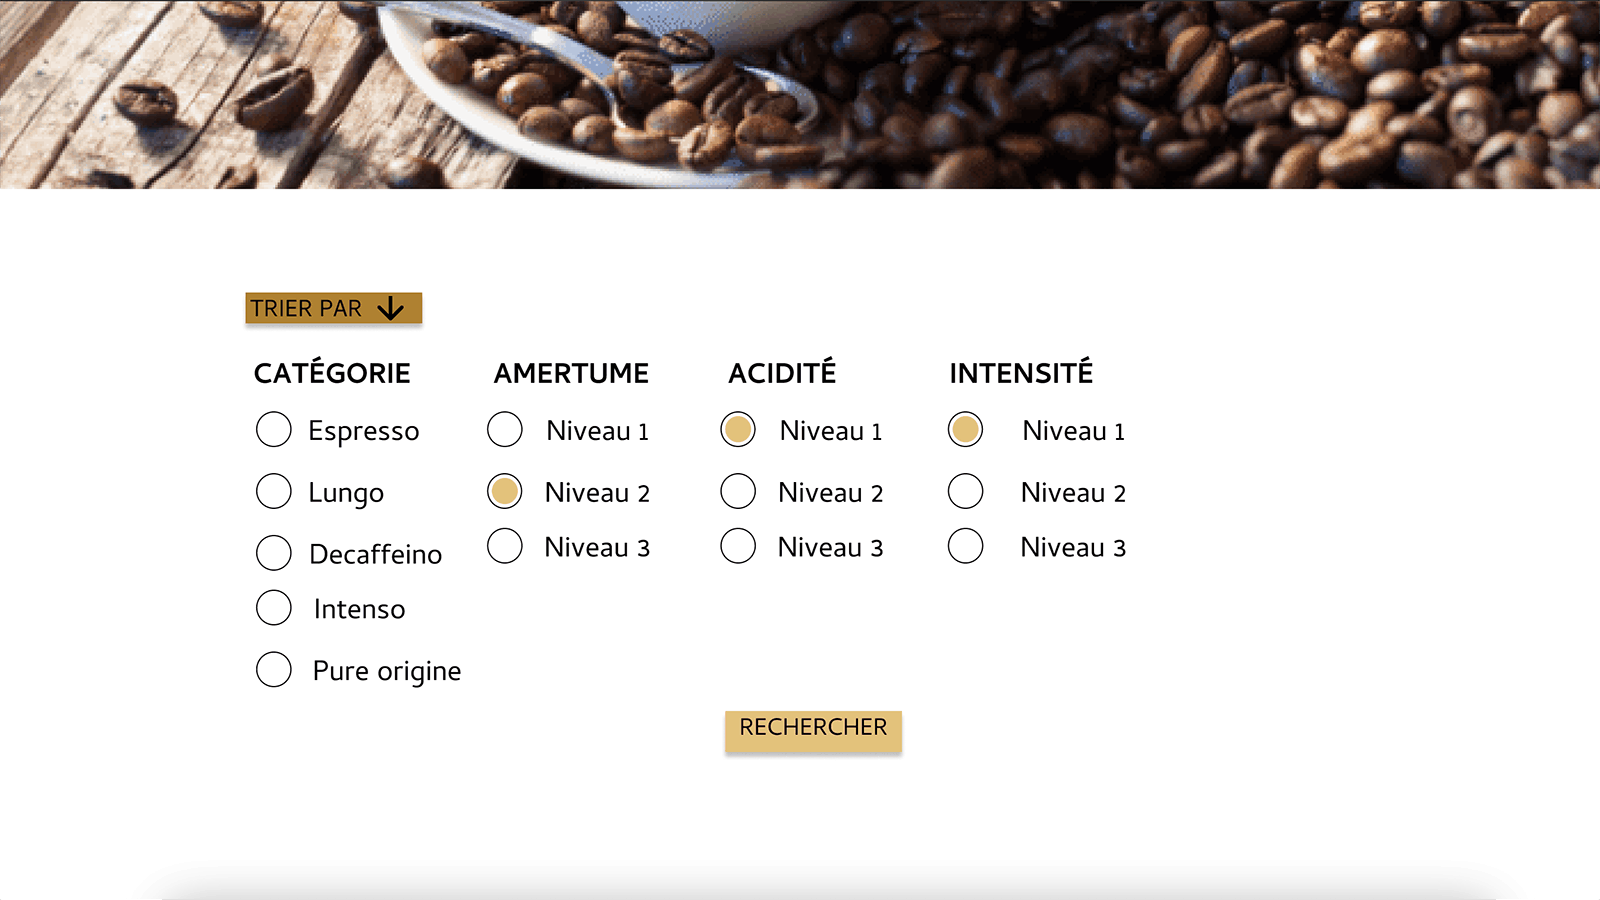 TRIER PAR
CATÉGORIE AMERTUME ACIDITÉ INTENSITÉ
Espresso Niveau 1 Niveau 1 Niveau 1
Lungo Niveau 2 Niveau 2 Niveau 2
Decaffeino Niveau 3 Niveau 3 Niveau 3
Intenso
Pure origine
RECHERCHER